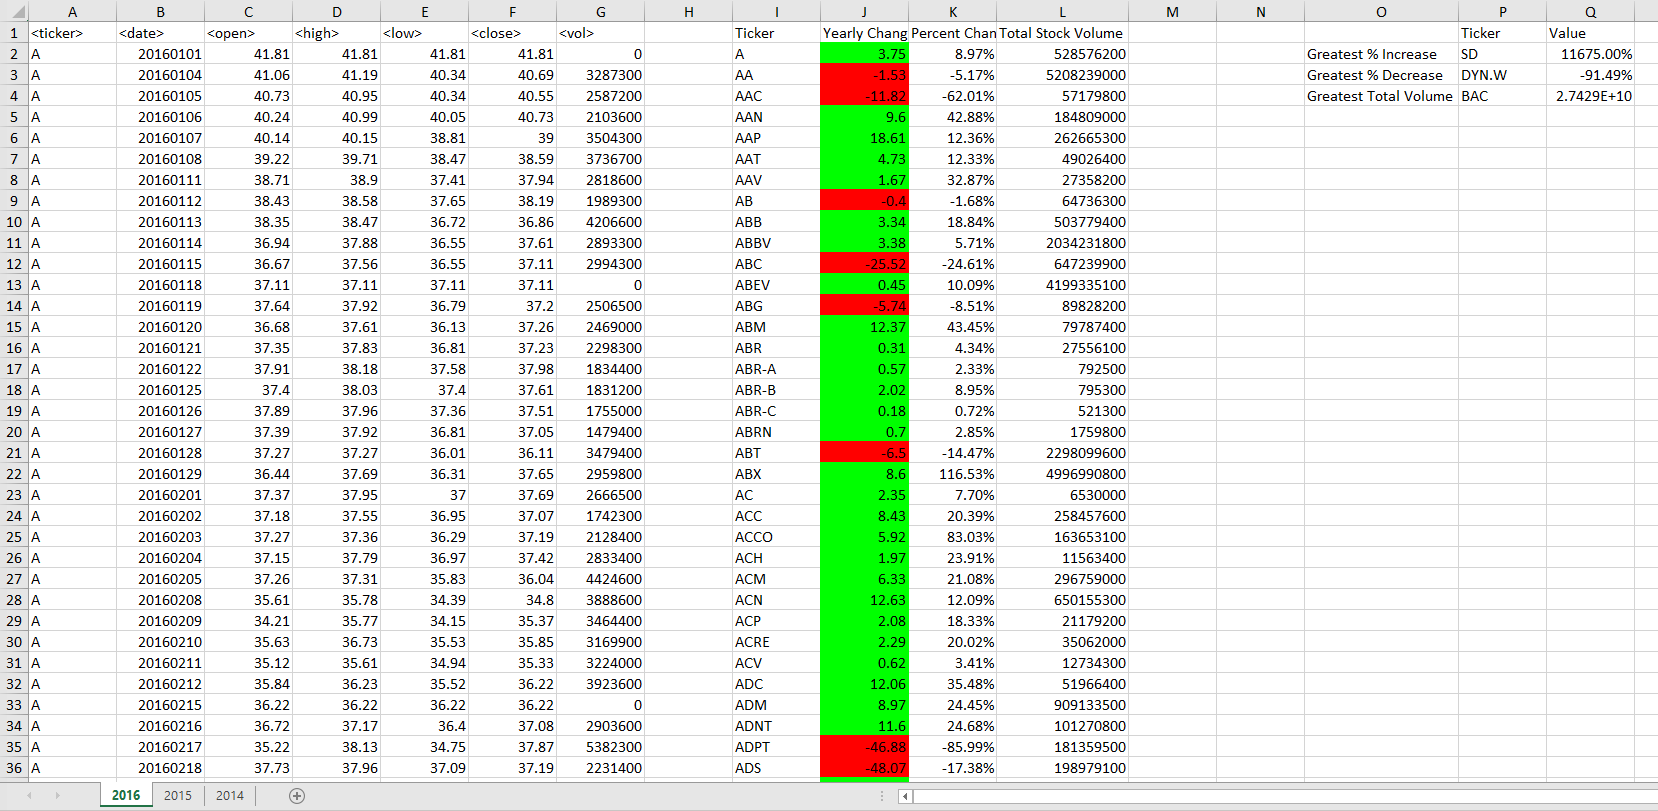 A B C D E F G H I J K L M N O P Q
1 <ticker> <date> <open> <high> <low> <close> <vol> Ticker Yearly Chang Percent Chan Total Stock Volume Ticker Value
2 A 20160101 41.81 41.81 41.81 41.81 0 A 3.75 8.97% 528576200 Greatest % Increase SD 11675.00%
3 A 20160104 41.06 41.19 40.34 40.69 3287300 AA -1.53 -5.17% 5208239000 Greatest % Decrease DYN.W -91.49%
4 A 20160105 40.73 40.95 40.34 40.55 2587200 AAC -11.82 -62.01% 57179800 Greatest Total Volume BAC 2.7429E+10
5 A 20160106 40.24 40.99 40.05 40.73 2103600 AAN 9.6 42.88% 184809000
6 A 20160107 40.14 40.15 38.81 39 3504300 AAP 18.61 12.36% 262665300
7 A 20160108 39.22 39.71 38.47 38.59 3736700 AAT 4.73 12.33% 49026400
8 A 20160111 38.71 38.9 37.41 37.94 2818600 AAV 1.67 32.87% 27358200
9 A 20160112 38.43 38.58 37.65 38.19 1989300 AB -0.4 -1.68% 64736300
10 A 20160113 38.35 38.47 36.72 36.86 4206600 ABB 3.34 18.84% 503779400
11 A 20160114 36.94 37.88 36.55 37.61 2893300 ABBV 3.38 5.71% 2034231800
12 A 20160115 36.67 37.56 36.55 37.11 2994300 ABC -25.52 -24.61% 647239900
13 A 20160118 37.11 37.11 37.11 37.11 0 ABEV 0.45 10.09% 4199335100
14 A 20160119 37.64 37.92 36.79 37.2 2506500 ABG -5.74 -8.51% 89828200
15 A 20160120 36.68 37.61 36.13 37.26 2469000 ABM 12.37 43.45% 79787400
16 A 20160121 37.35 37.83 36.81 37.23 2298300 ABR 0.31 4.34% 27556100
17 A 20160122 37.91 38.18 37.58 37.98 1834400 ABR-A 0.57 2.33% 792500
18 A 20160125 37.4 38.03 37.4 37.61 1831200 ABR-B 2.02 8.95% 795300
19 A 20160126 37.89 37.96 37.36 37.51 1755000 ABR-C 0.18 0.72% 521300
20 A 20160127 37.39 37.92 36.81 37.05 1479400 ABRN 0.7 2.85% 1759800
21 A 20160128 37.27 37.27 36.01 36.11 3479400 ABT -6.5 -14.47% 2298099600
22 A 20160129 36.44 37.69 36.31 37.65 2959800 ABX 8.6 116.53% 4996990800
23 A 20160201 37.37 37.95 37 37.69 2666500 AC 2.35 7.70% 6530000
24 A 20160202 37.18 37.55 36.95 37.07 1742300 ACC 8.43 20.39% 258457600
25 A 20160203 37.27 37.36 36.29 37.19 2128400 ACCO 5.92 83.03% 163653100
26 A 20160204 37.15 37.79 36.97 37.42 2833400 ACH 1.97 23.91% 11563400
27 A 20160205 37.26 37.31 35.83 36.04 4424600 ACM 6.33 21.08% 296759000
28 A 20160208 35.61 35.78 34.39 34.8 3888600 ACN 12.63 12.09% 650155300
29 A 20160209 34.21 35.77 34.15 35.37 3464400 ACP 2.08 18.33% 21179200
30 A 20160210 35.63 36.73 35.53 35.85 3169900 ACRE 2.29 20.02% 35062000
31 A 20160211 35.12 35.61 34.94 35.33 3224000 ACV 0.62 3.41% 12734300
32 A 20160212 35.84 36.23 35.52 36.22 3923600 ADC 12.06 35.48% 51966400
33 A 20160215 36.22 36.22 36.22 36.22 0 ADM 8.97 24.45% 909133500
34 A 20160216 36.72 37.17 36.4 37.08 2903600 ADNT 11.6 24.68% 101270800
35 A 20160217 35.22 38.13 34.75 37.87 5382300 ADPT -46.88 -85.99% 181359500
36 A 20160218 37.73 37.96 37.09 37.19 2231400 ADS -48.07 -17.38% 198979100
2016 2015 2014